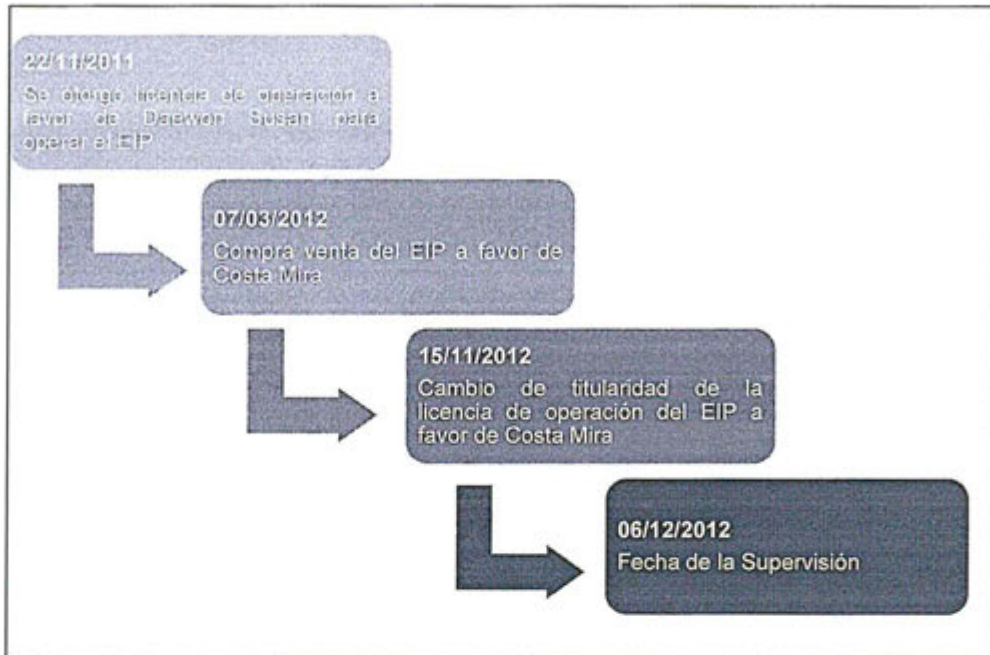 22/11/2011
Se otorgo licencia de operación a
favor de Daewon Susan para
operar el EIP
07/03/2012
Compra venta del EIP a favor de
Costa Mira
15/11/2012
Cambio de titularidad de la
licencia de operación del EIP a
favor de Costa Mira
06/12/2012
Fecha de la Supervisión